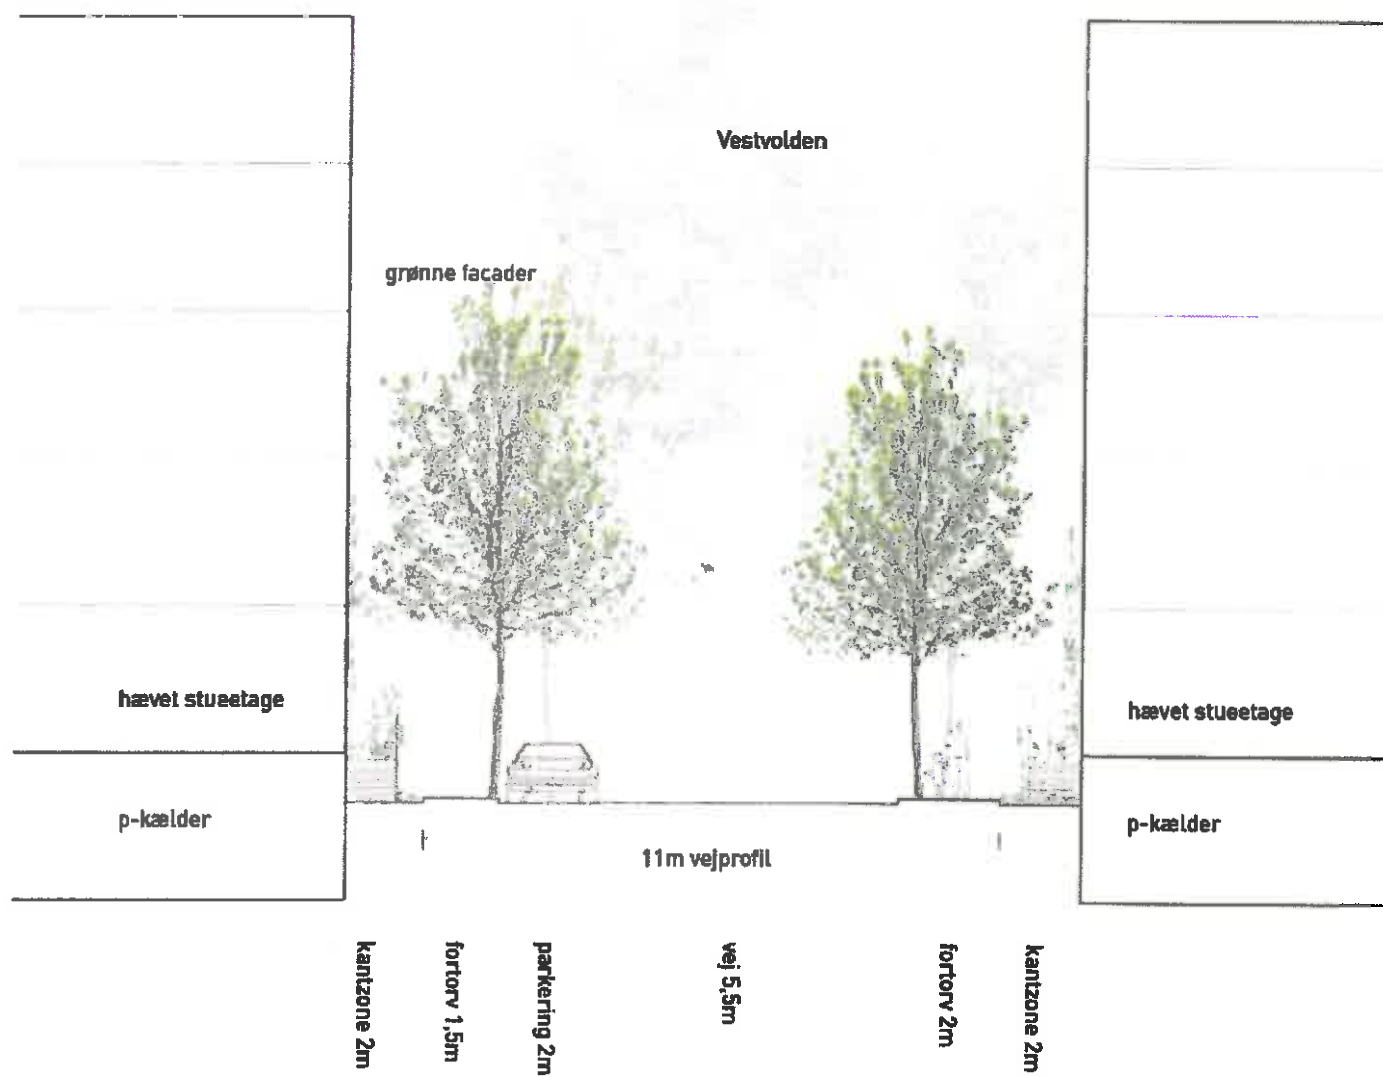 Vestvolden
grønne facader
hævet stueetage
hævet stueetage
p-kælder
p-kælder
11m vejprofil
kantzone 2m
fortorv 1,5m
parkering 2m
vej 5,5m
fortorv 2m
kantzone 2m